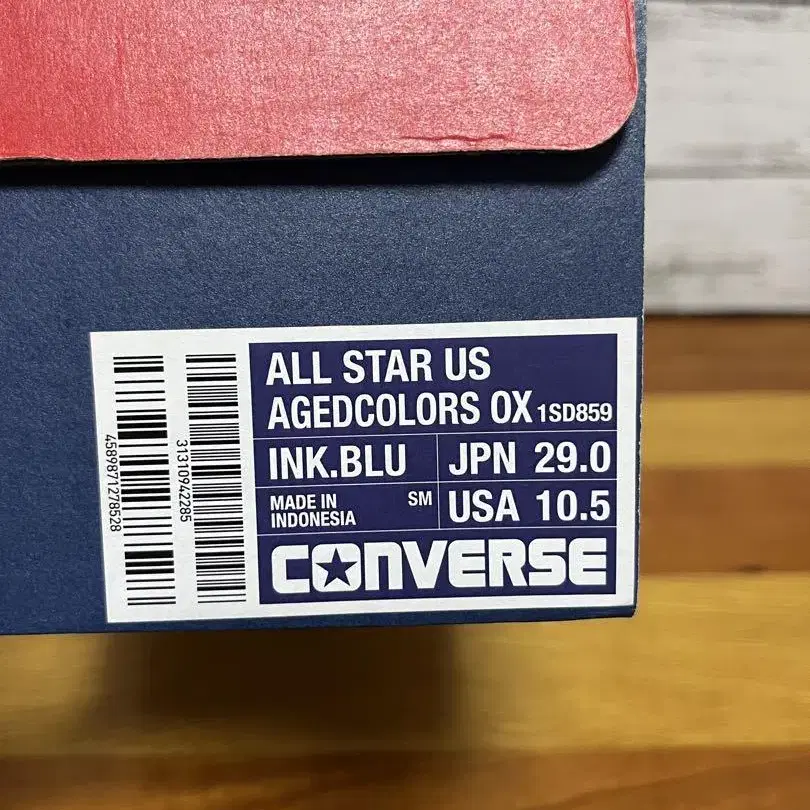 4589871278528
31310942285
ALL STAR US
AGEDCOLORS OX 1SD859
INK.BLU
JPN 29.0
MADE IN
INDONESIA
SM
USA 10.5
CONVERSE